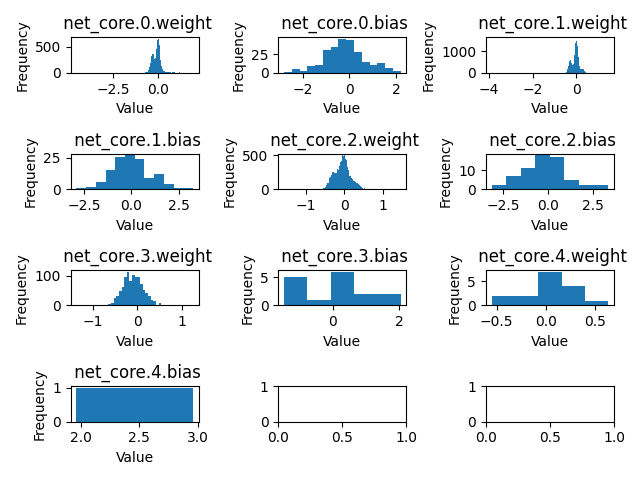 net_core.0.weight
net_core.0.bias
net_core.1.weight
Frequency
500
0
−2.5
0.0
Value
Frequency
25
0
−2
0
2
Value
Frequency
1000
0
−4
−2
0
Value
net_core.1.bias
net_core.2.weight
net_core.2.bias
Frequency
25
0
−2.5
0.0
2.5
Value
Frequency
500
0
−1
0
1
Value
Frequency
10
0
−2.5
0.0
2.5
Value
net_core.3.weight
net_core.3.bias
net_core.4.weight
Frequency
100
0
−1
0
1
Value
Frequency
5
0
0
2
Value
Frequency
5
0
−0.5
0.0
0.5
Value
net_core.4.bias
Frequency
1
0
2.0
2.5
3.0
Value
1
0
0.0
0.5
1.0
1
0
0.0
0.5
1.0